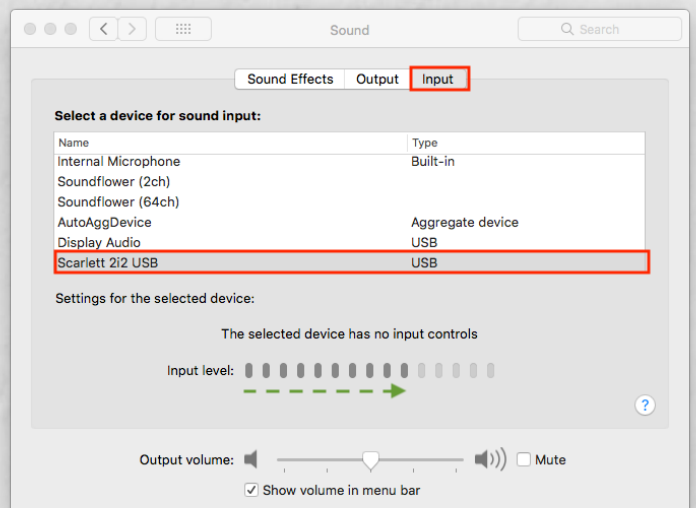 Sound
Search
Sound Effects Output Input
Select a device for sound input:
Name Type
Internal Microphone Built-in
Soundflower (2ch)
Soundflower (64ch)
AutoAggDevice Aggregate device
Display Audio USB
Scarlett 2i2 USB USB
Settings for the selected device:
The selected device has no input controls
Input level:
?
Output volume: Mute
Show volume in menu bar